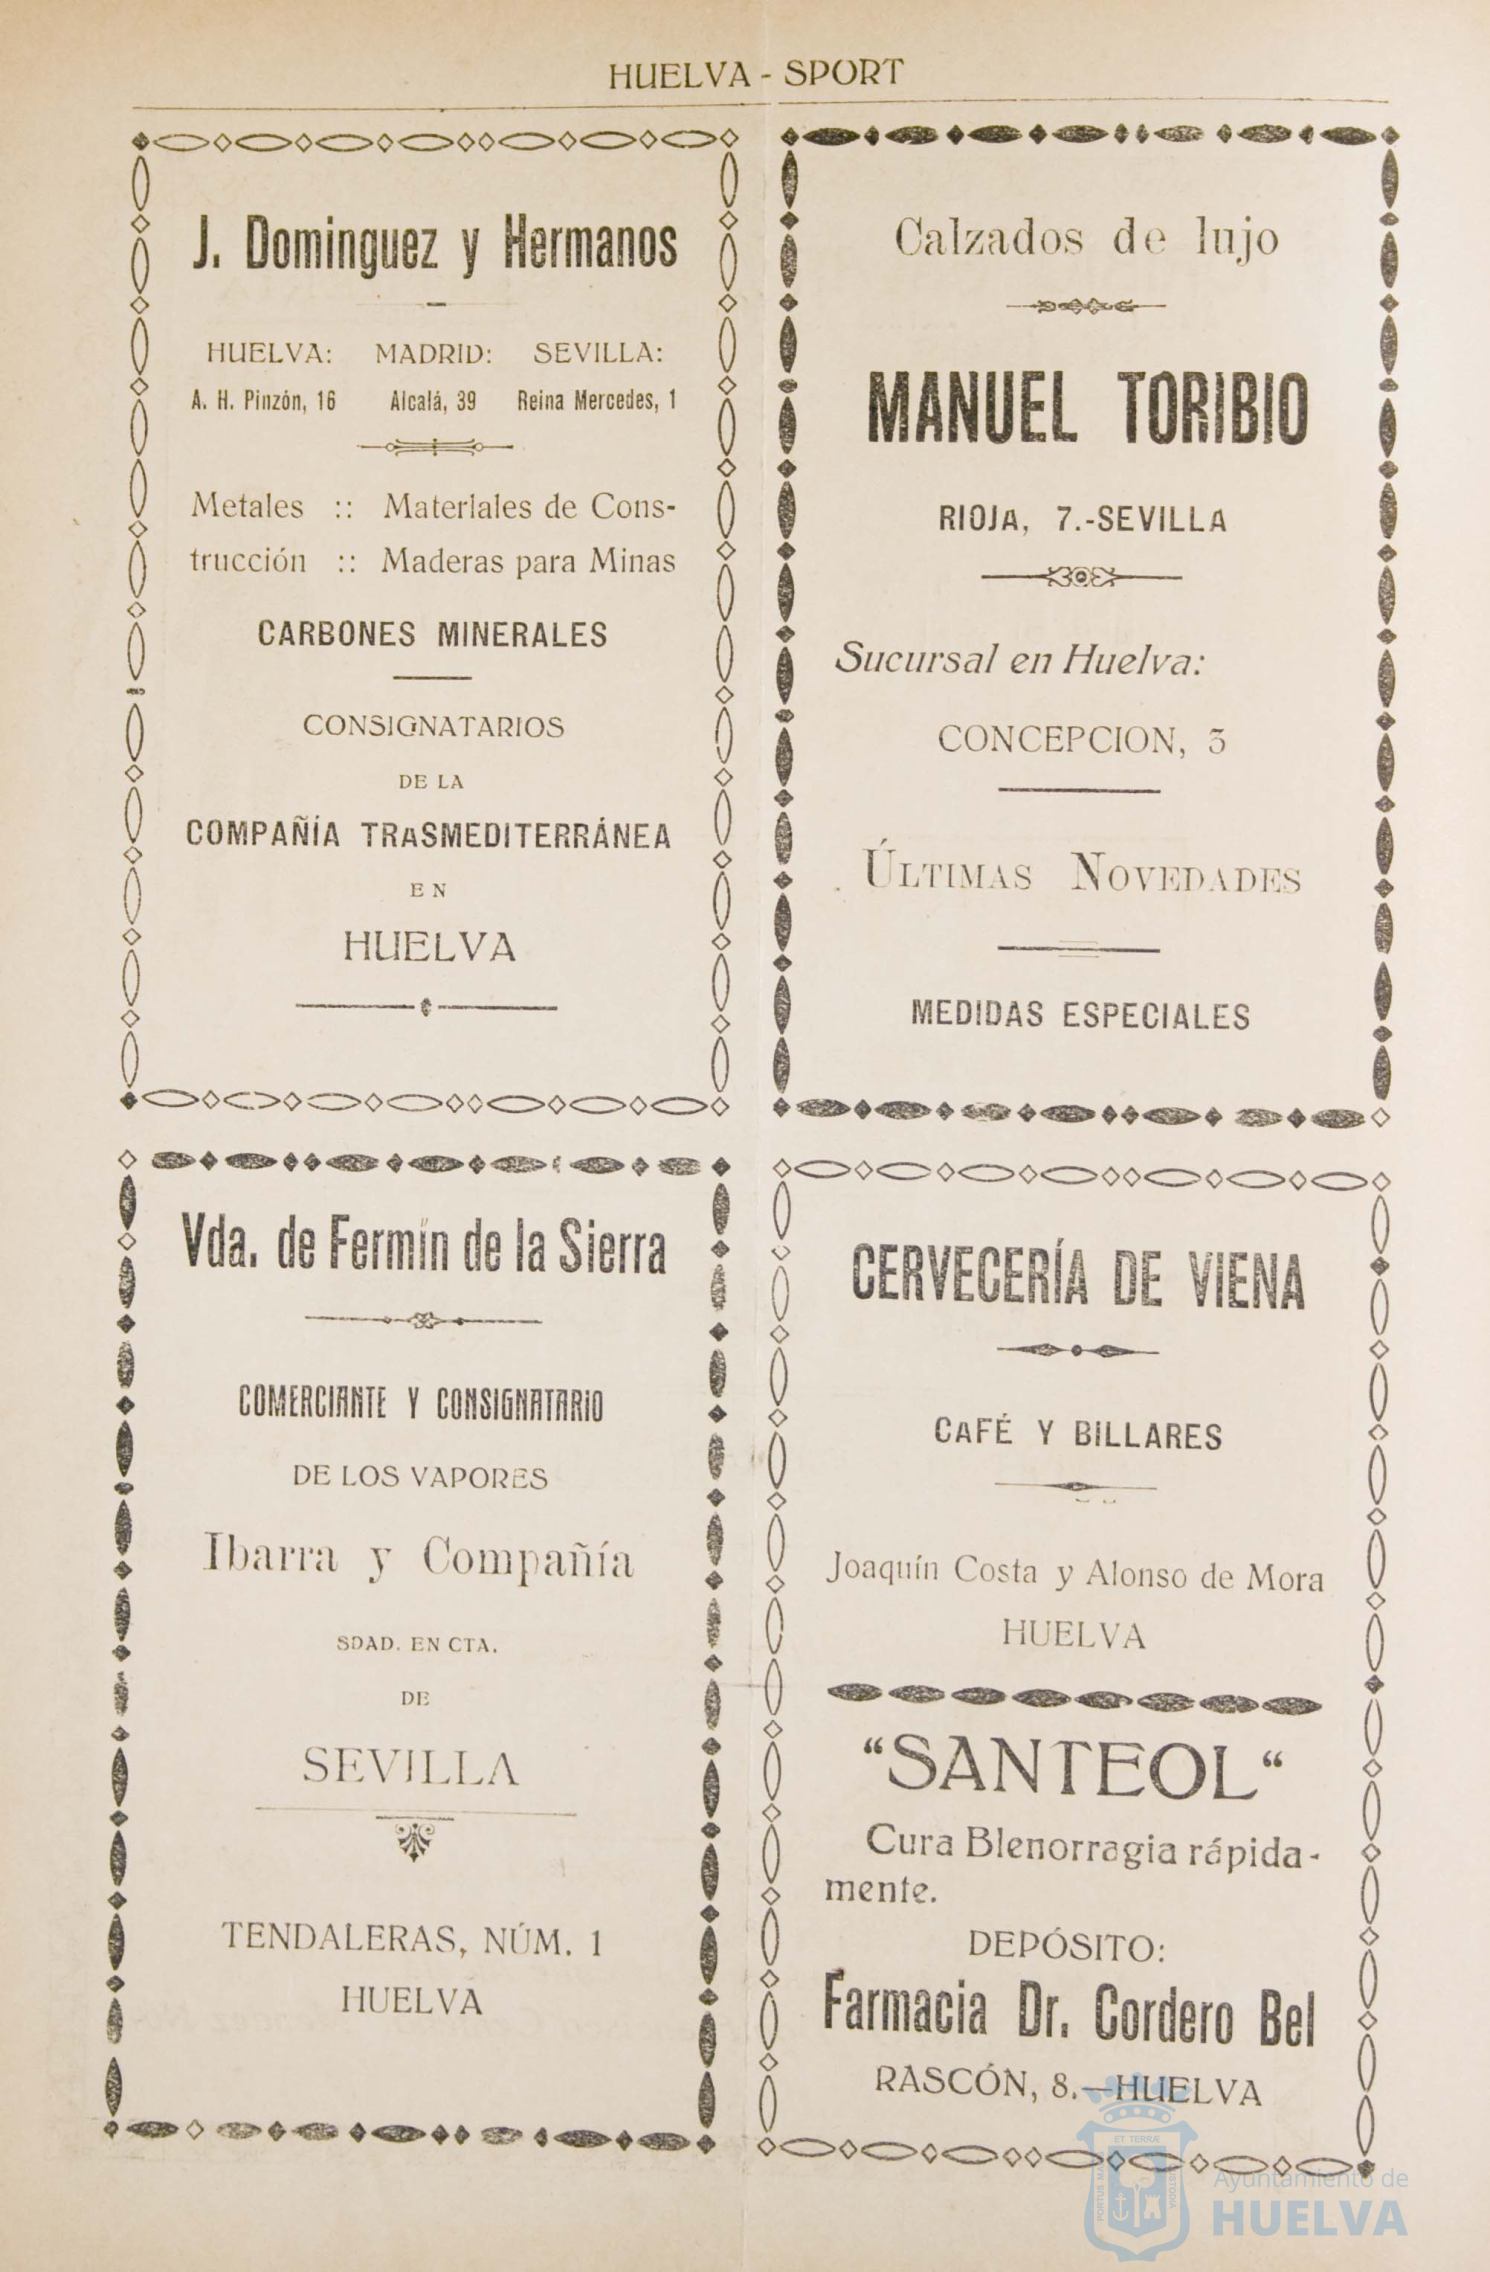 HUELVA - SPORT
J. Dominguez y Hermanos
HUELVA: MADRID: SEVILLA:
A. H. Pinzón, 16 Alcalá, 39 Reina Mercedes, 1
Metales :: Materiales de Cons-
trucción :: Maderas para Minas
CARBONES MINERALES
CONSIGNATARIOS
DE LA
COMPAÑÍA TRASMEDITERRÁNEA
EN
HUELVA
Calzados de lujo
MANUEL TORIBIO
RIOJA, 7.-SEVILLA
Sucursal en Huelva:
CONCEPCION, 3
ÚLTIMAS NOVEDADES
MEDIDAS ESPECIALES
Vda. de Fermín de la Sierra
COMERCIANTE Y CONSIGNATARIO
DE LOS VAPORES
Ibarra y Compañía
SDAD. EN CTA.
DE
SEVILLA
TENDALERAS, NÚM. 1
HUELVA
CERVECERÍA DE VIENA
CAFÉ Y BILLARES
Joaquín Costa y Alonso de Mora
HUELVA
“SANTEOL“
Cura Blenorragia rápida-
mente.
DEPÓSITO:
Farmacia Dr. Cordero Bel
RASCÓN, 8.—HUELVA
ET TERRÆ
PORTUS MARIS
CUSTODIA
Ayuntamiento de
HUELVA